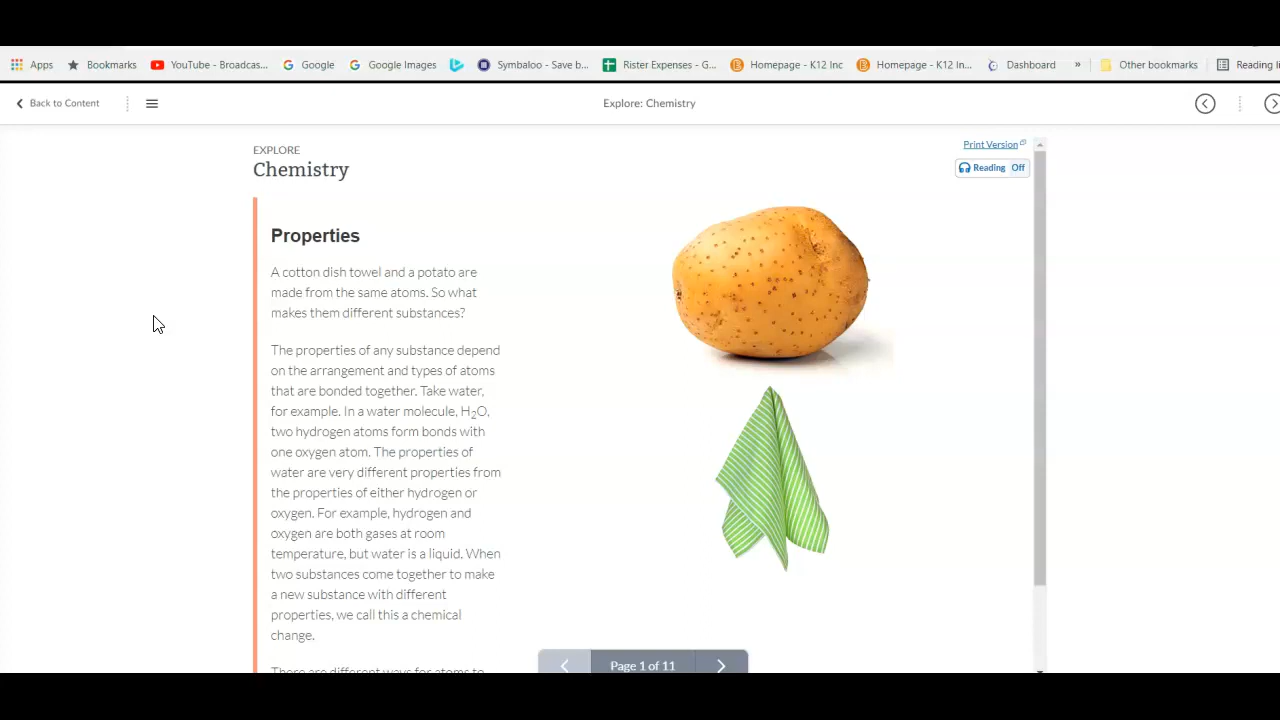 Apps Bookmarks YouTube - Broadcas... Google Google Images Symbaloo - Save b... Rister Expenses - G... Homepage - K12 Inc Homepage - K12 In... Dashboard » Other bookmarks Reading li
Back to Content Explore: Chemistry
EXPLORE
Chemistry
Print Version
Reading Off
Properties
A cotton dish towel and a potato are
made from the same atoms. So what
makes them different substances?
The properties of any substance depend
on the arrangement and types of atoms
that are bonded together. Take water,
for example. In a water molecule, H₂O,
two hydrogen atoms form bonds with
one oxygen atom. The properties of
water are very different properties from
the properties of either hydrogen or
oxygen. For example, hydrogen and
oxygen are both gases at room
temperature, but water is a liquid. When
two substances come together to make
a new substance with different
properties, we call this a chemical
change.
There are different ways for atoms to
Page 1 of 11